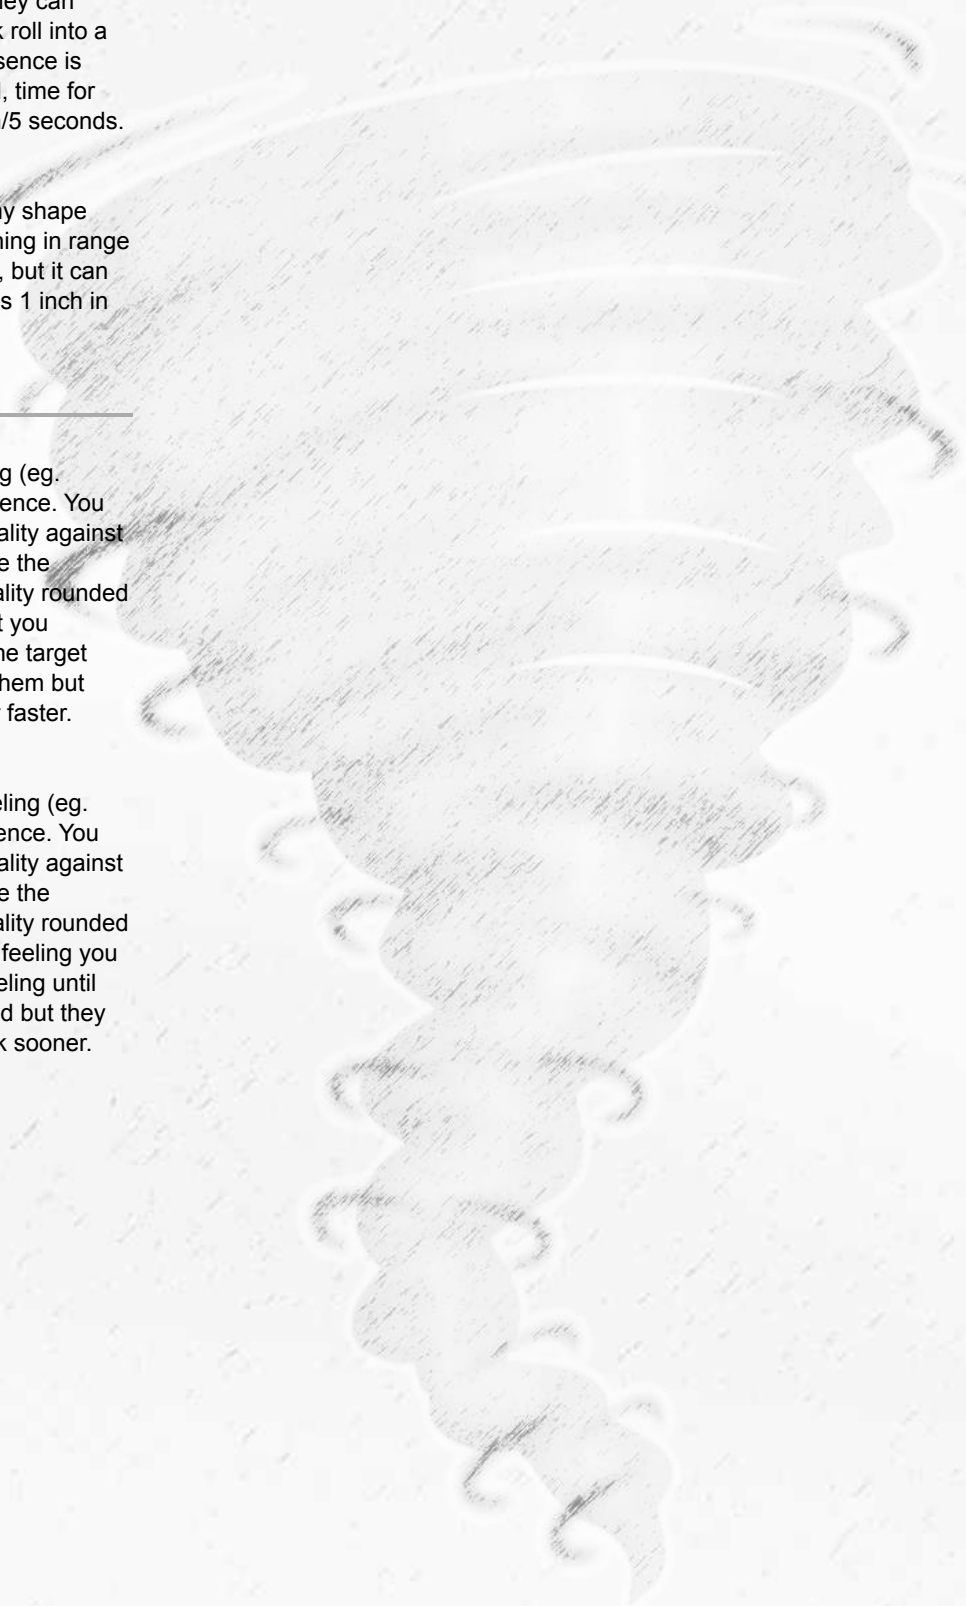 ey can
k roll into a
sence is
, time for
/5 seconds.
y shape
ning in range
, but it can
s 1 inch in
g (eg.
ence. You
ality against
e the
ality rounded
t you
ne target
hem but
faster.
eling (eg.
ence. You
ality against
e the
ality rounded
feeling you
eling until
d but they
k sooner.